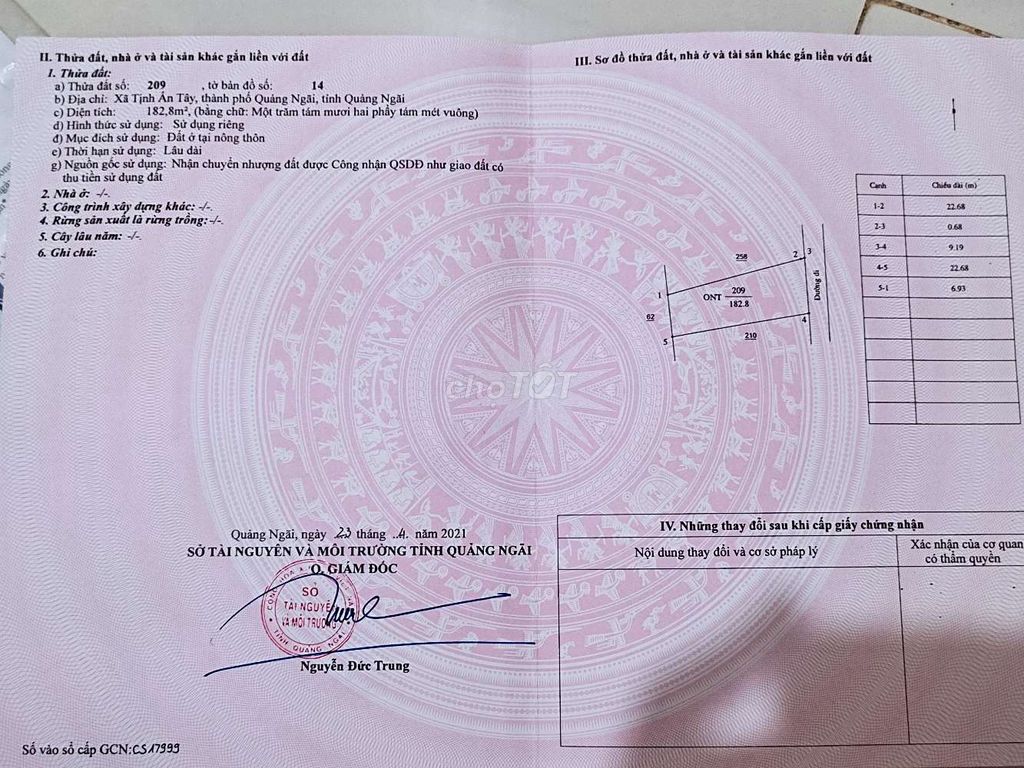 II. Thửa đất, nhà ở và tài sản khác gắn liền với đất
1. Thửa đất:
a) Thửa đất số: 209 , tờ bản đồ số: 14
b) Địa chỉ: Xã Tịnh Ấn Tây, thành phố Quảng Ngãi, tỉnh Quảng Ngãi
c) Diện tích: 182,8m², (bằng chữ: Một trăm tám mươi hai phẩy tám mét vuông)
d) Hình thức sử dụng: Sử dụng riêng
đ) Mục đích sử dụng: Đất ở tại nông thôn
e) Thời hạn sử dụng: Lâu dài
g) Nguồn gốc sử dụng: Nhận chuyển nhượng đất được Công nhận QSDĐ như giao đất có
thu tiền sử dụng đất
2. Nhà ở: -/-.
3. Công trình xây dựng khác: -/-.
4. Rừng sản xuất là rừng trồng: -/-.
5. Cây lâu năm: -/-.
6. Ghi chú:
Quảng Ngãi, ngày 23 tháng .4. năm 2021
SỞ TÀI NGUYÊN VÀ MÔI TRƯỜNG TỈNH QUẢNG NGÃI
Q. GIÁM ĐỐC
SỞ
TÀI NGUYÊN
VÀ MÔI TRƯỜNG
TỈNH QUẢNG NGÃI
Nguyễn Đức Trung
Số vào sổ cấp GCN: CS17999
III. Sơ đồ thửa đất, nhà ở và tài sản khác gắn liền với đất
Cạnh Chiều dài (m)
1-2 22.68
2-3 0.68
3-4 9.19
4-5 22.68
5-1 6.93
258
2 3
1
ONT 209
182.8
Đường đi
62
4
5
210
choTỐT
IV. Những thay đổi sau khi cấp giấy chứng nhận
Nội dung thay đổi và cơ sở pháp lý
Xác nhận của cơ quan
có thẩm quyền